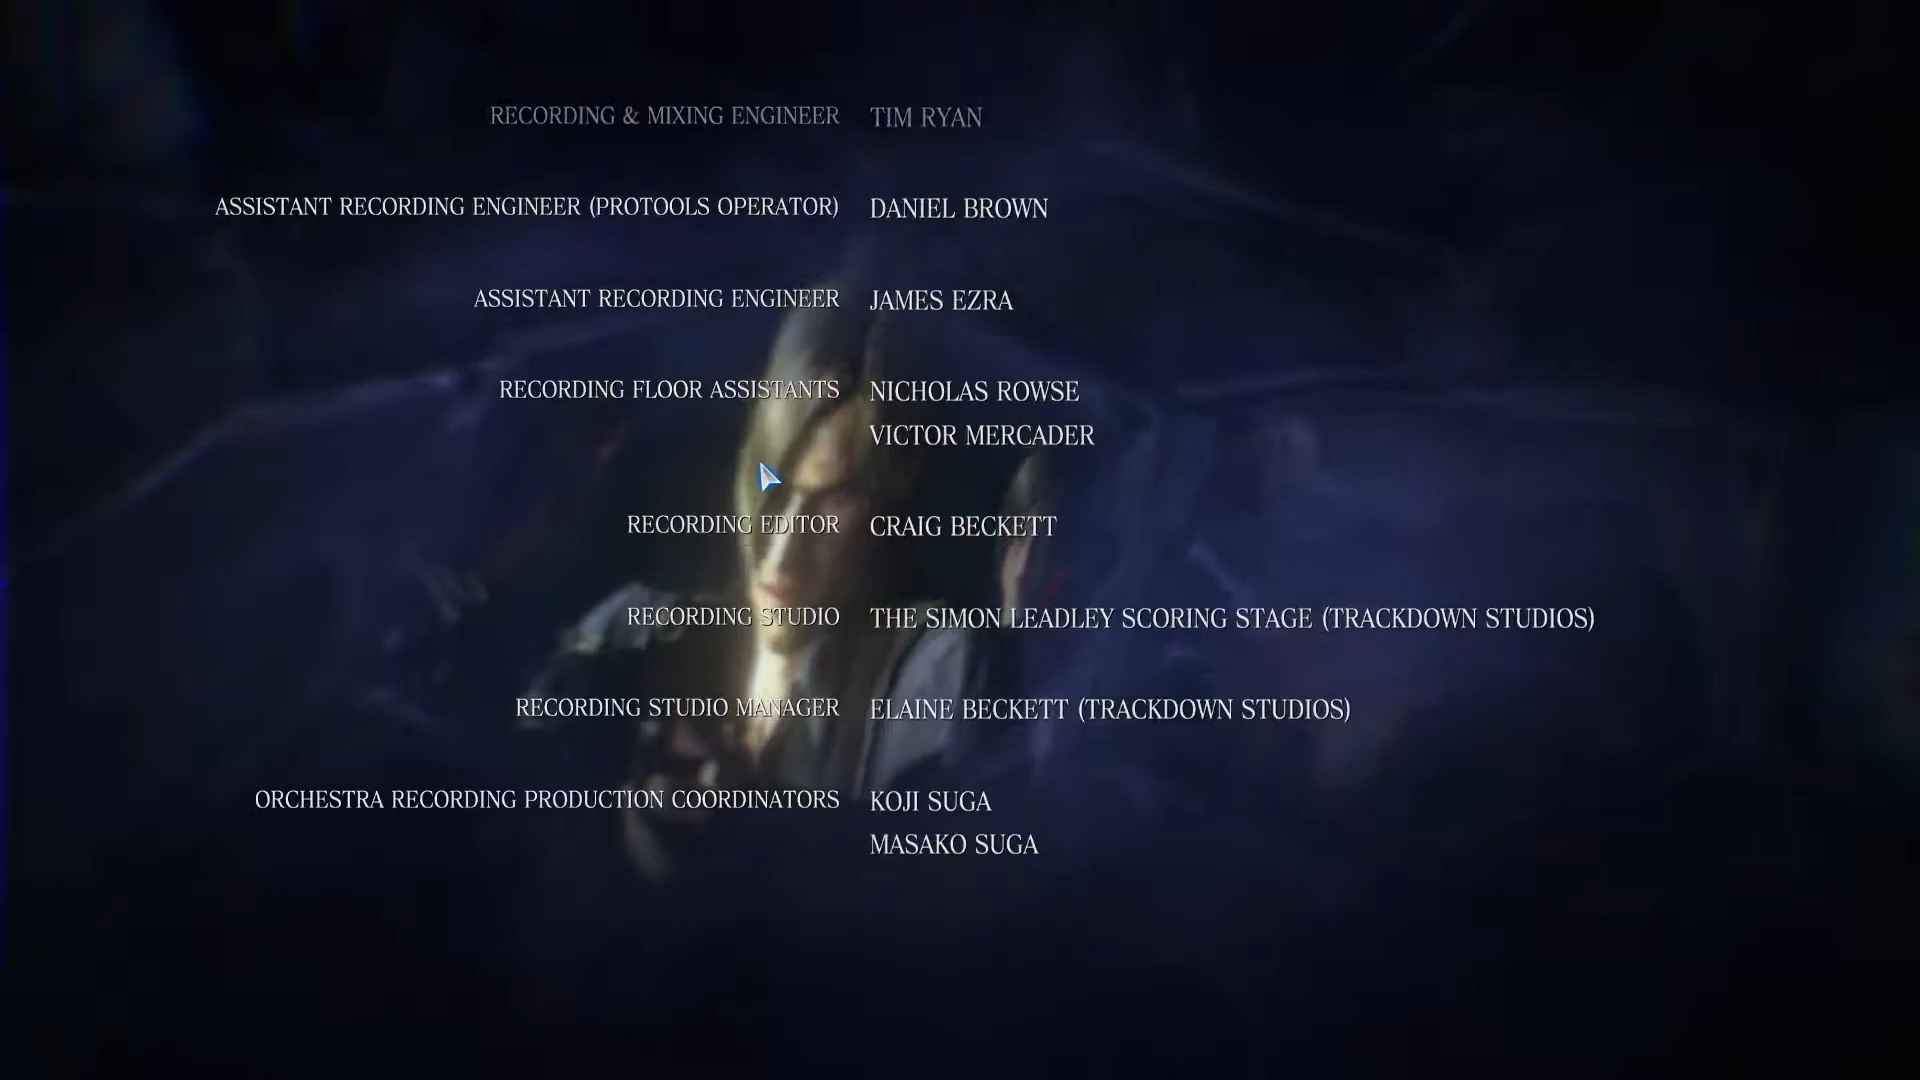 RECORDING & MIXING ENGINEER TIM RYAN
ASSISTANT RECORDING ENGINEER (PROTOOLS OPERATOR) DANIEL BROWN
ASSISTANT RECORDING ENGINEER JAMES EZRA
RECORDING FLOOR ASSISTANTS NICHOLAS ROWSE
VICTOR MERCADER
RECORDING EDITOR CRAIG BECKETT
RECORDING STUDIO THE SIMON LEADLEY SCORING STAGE (TRACKDOWN STUDIOS)
RECORDING STUDIO MANAGER ELAINE BECKETT (TRACKDOWN STUDIOS)
ORCHESTRA RECORDING PRODUCTION COORDINATORS KOJI SUGA
MASAKO SUGA